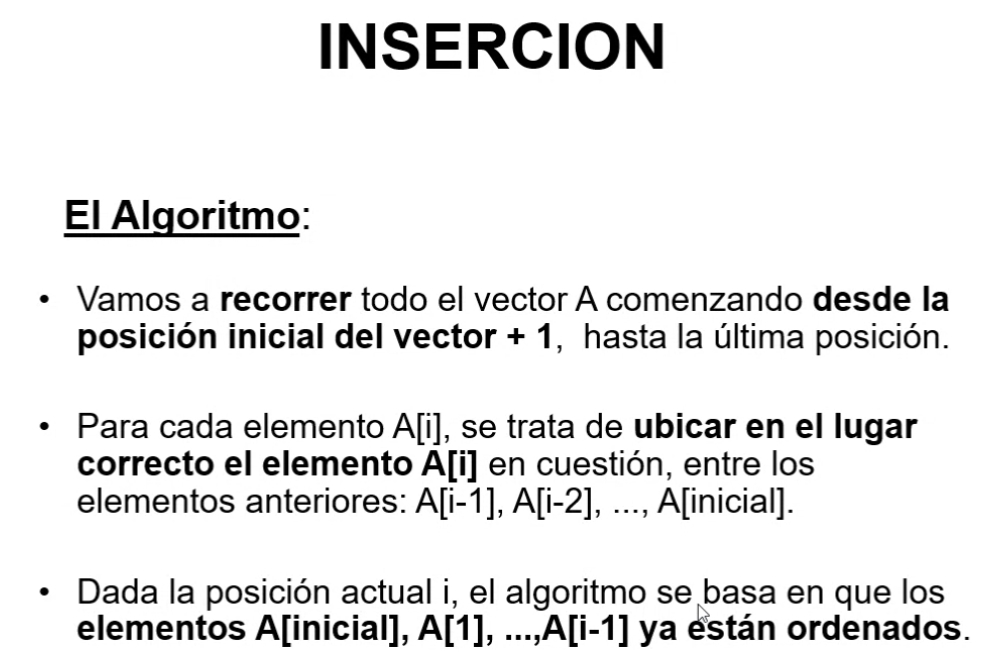 INSERCION
El Algoritmo:
• Vamos a recorrer todo el vector A comenzando desde la
posición inicial del vector + 1, hasta la última posición.
• Para cada elemento A[i], se trata de ubicar en el lugar
correcto el elemento A[i] en cuestión, entre los
elementos anteriores: A[i-1], A[i-2], ..., A[inicial].
• Dada la posición actual i, el algoritmo se basa en que los
elementos A[inicial], A[1], ...,A[i-1] ya están ordenados.